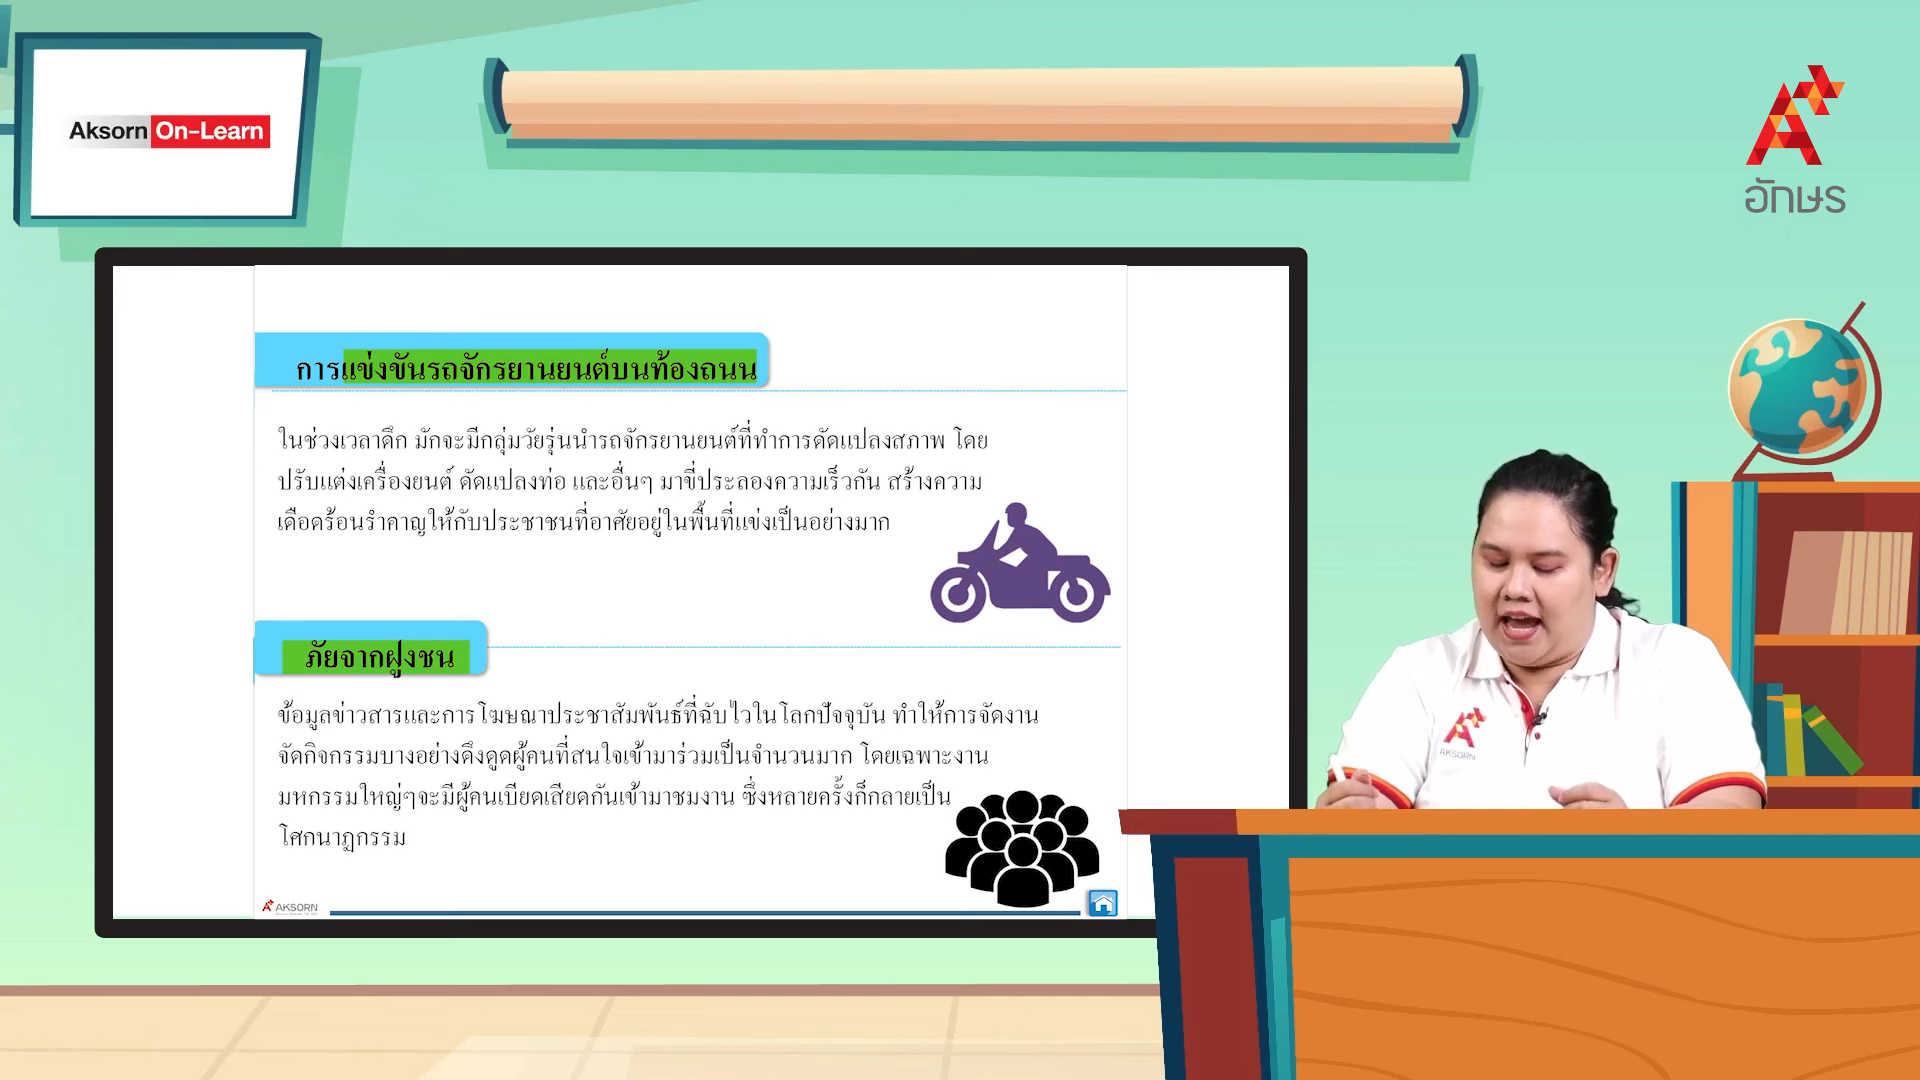 Aksorn On-Learn
อักษร
การแข่งขันรถจักรยานยนต์บนท้องถนน
ในช่วงเวลาดึก มักจะมีกลุ่มวัยรุ่นนำรถจักรยานยนต์ที่ทำการดัดแปลงสภาพ โดย
ปรับแต่งเครื่องยนต์ ดัดแปลงท่อ และอื่นๆ มาขี่ประลองความเร็วกัน สร้างความ
เดือดร้อนรำคาญให้กับประชาชนที่อาศัยอยู่ในพื้นที่แข่งเป็นอย่างมาก
ภัยจากฝูงชน
ข้อมูลข่าวสารและการโฆษณาประชาสัมพันธ์ที่ฉับไวในโลกปัจจุบัน ทำให้การจัดงาน
จัดกิจกรรมบางอย่างดึงดูดผู้คนที่สนใจเข้ามาร่วมเป็นจำนวนมาก โดยเฉพาะงาน
มหกรรมใหญ่ๆจะมีผู้คนเบียดเสียดกันเข้ามาชมงาน ซึ่งหลายครั้งก็กลายเป็น
โศกนาฏกรรม
AKSORN
AKSORN